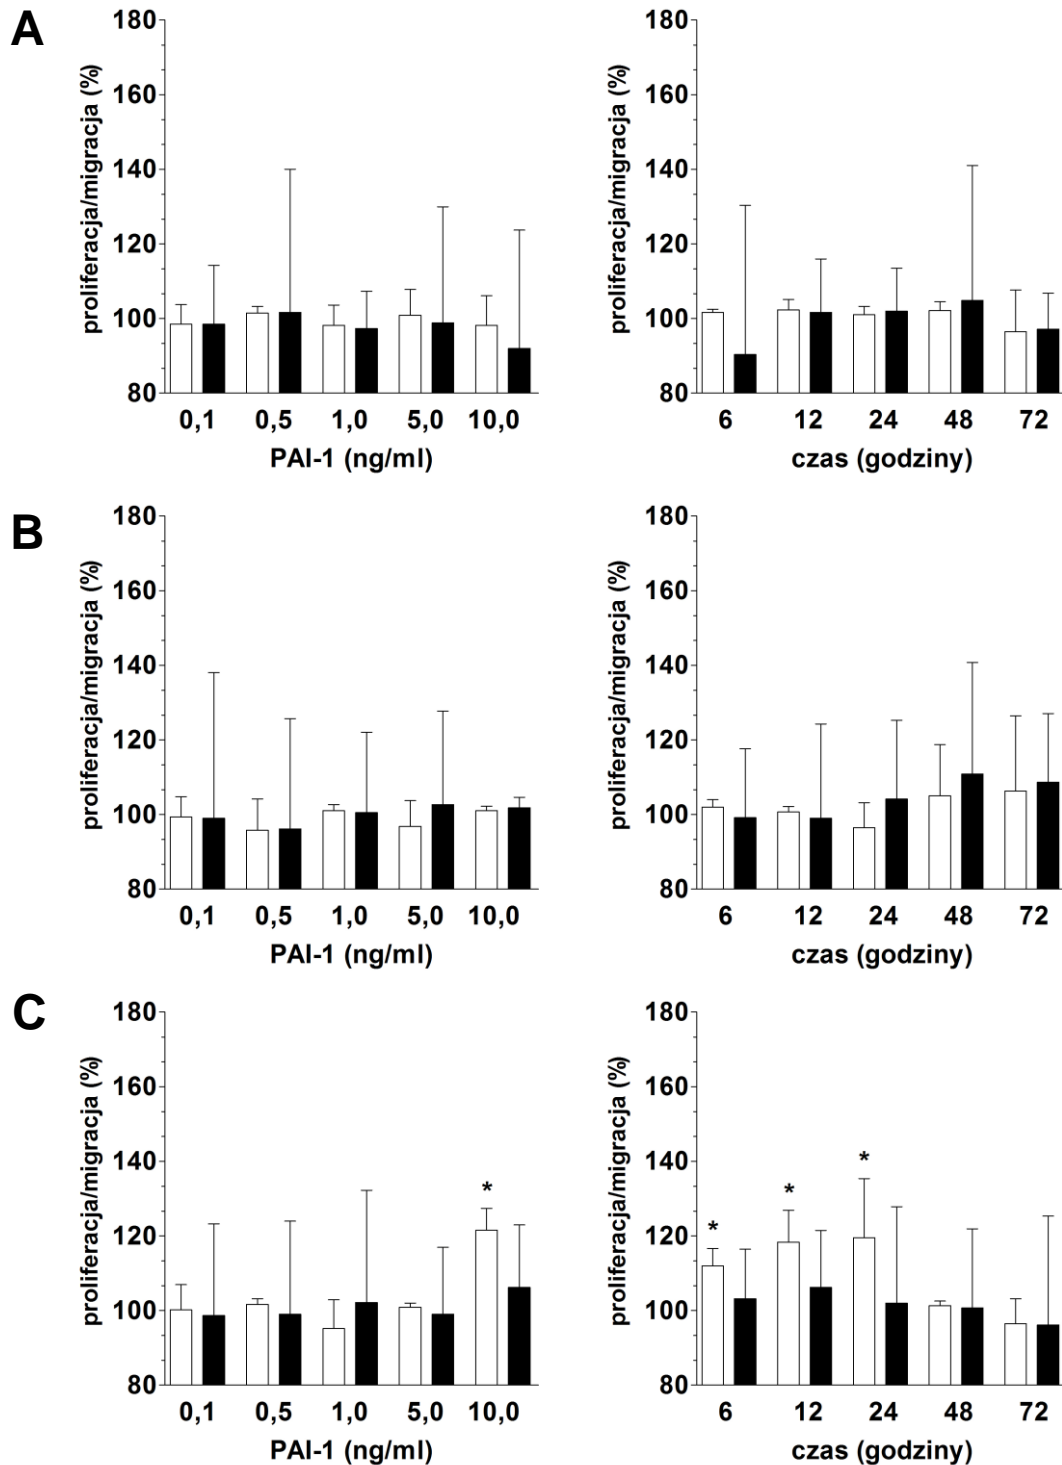 A
proliferacja/migracja (%)
180
160
140
120
100
80
0,1 0,5 1,0 5,0 10,0
PAI-1 (ng/ml)
proliferacja/migracja (%)
180
160
140
120
100
80
6 12 24 48 72
czas (godziny)
B
proliferacja/migracja (%)
180
160
140
120
100
80
0,1 0,5 1,0 5,0 10,0
PAI-1 (ng/ml)
proliferacja/migracja (%)
180
160
140
120
100
80
6 12 24 48 72
czas (godziny)
C
proliferacja/migracja (%)
180
160
140
120
100
80
*
0,1 0,5 1,0 5,0 10,0
PAI-1 (ng/ml)
proliferacja/migracja (%)
180
160
140
120
100
80
* * *
6 12 24 48 72
czas (godziny)